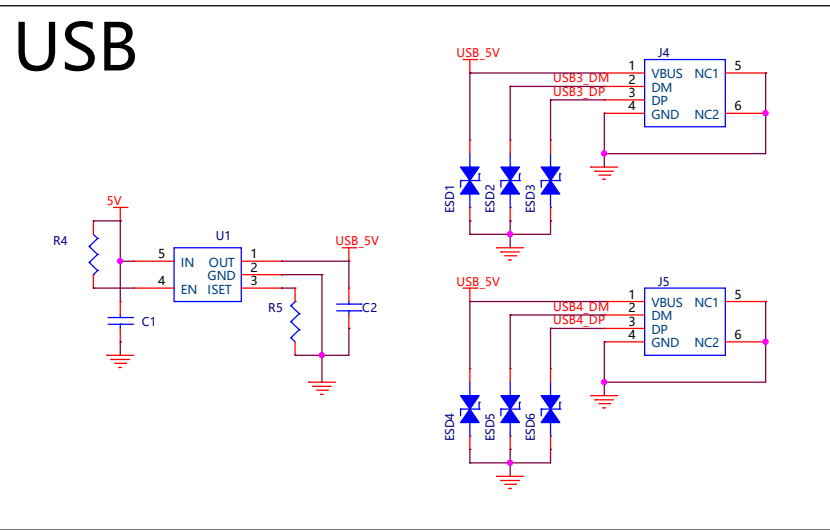 USB
5V
R4
U1
5 IN OUT 1
GND 2
4 EN ISET 3
USB_5V
C1
R5
C2
USB_5V
J4
1 VBUS NC1 5
USB3_DM 2 DM
USB3_DP 3 DP
4 GND NC2 6
ESD1
ESD2
ESD3
USB_5V
J5
1 VBUS NC1 5
USB4_DM 2 DM
USB4_DP 3 DP
4 GND NC2 6
ESD4
ESD5
ESD6